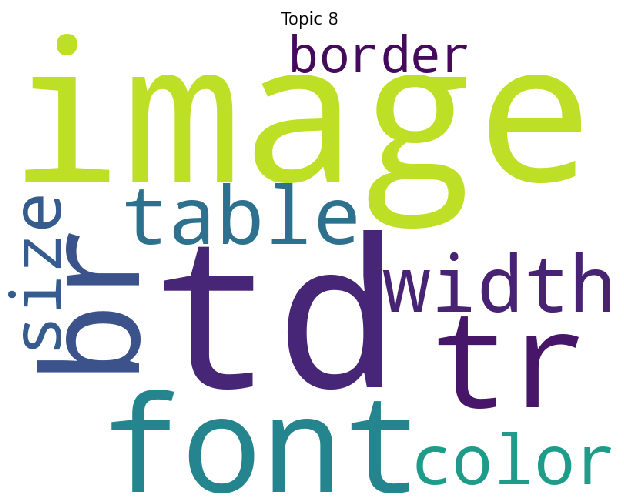 Topic 8
border
image
table
size
br
td
width
tr
font
color